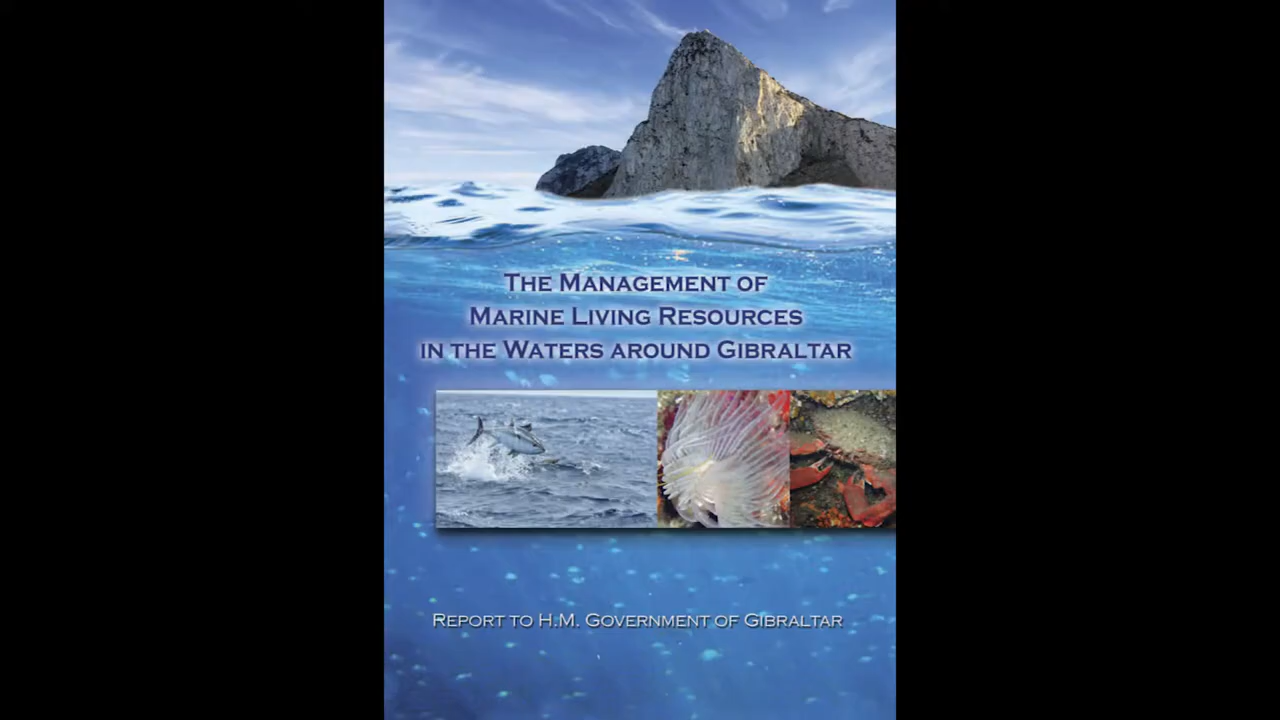 The Management of
Marine Living Resources
in the Waters around Gibraltar
Report to H.M. Government of Gibraltar